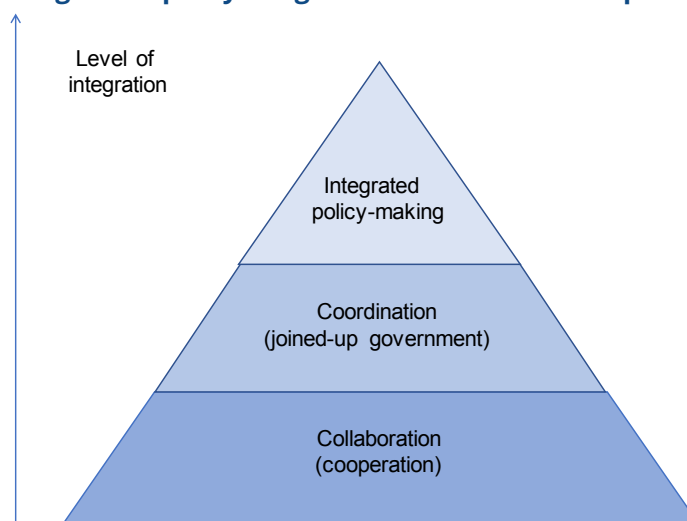 Level of
integration
Integrated
policy-making
Coordination
(joined-up government)
Collaboration
(cooperation)